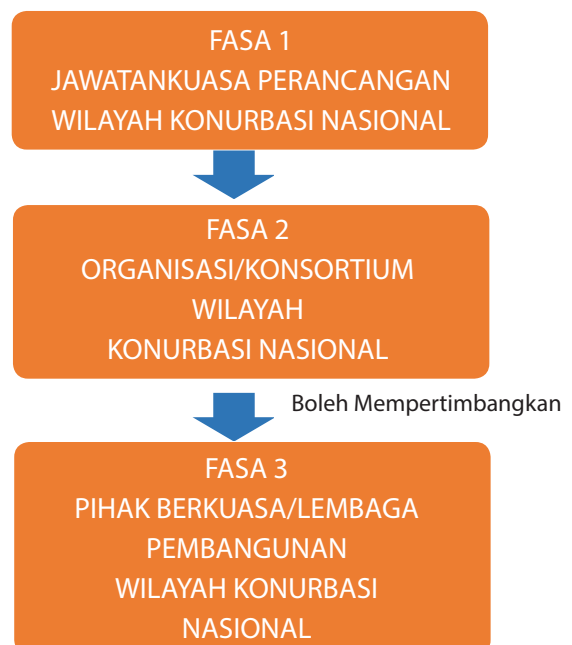 FASA 1
JAWATANKUASA PERANCANGAN
WILAYAH KONURBASI NASIONAL
FASA 2
ORGANISASI/KONSORTIUM
WILAYAH
KONURBASI NASIONAL
Boleh Mempertimbangkan
FASA 3
PIHAK BERKUASA/LEMBAGA
PEMBANGUNAN
WILAYAH KONURBASI
NASIONAL